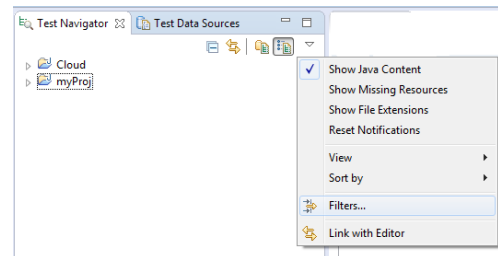 Test Navigator
Test Data Sources
Cloud
myProj
Show Java Content
Show Missing Resources
Show File Extensions
Reset Notifications
View
Sort by
Filters...
Link with Editor